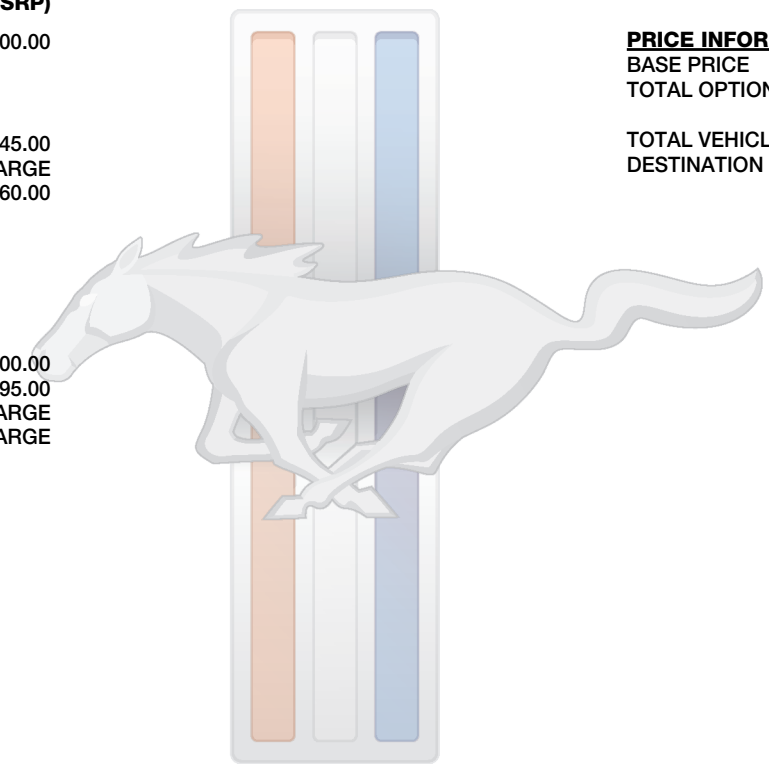 SRP)
00.00
45.00
ARGE
60.00
00.00
95.00
ARGE
ARGE
PRICE INFOR
BASE PRICE
TOTAL OPTION
TOTAL VEHICL
DESTINATION